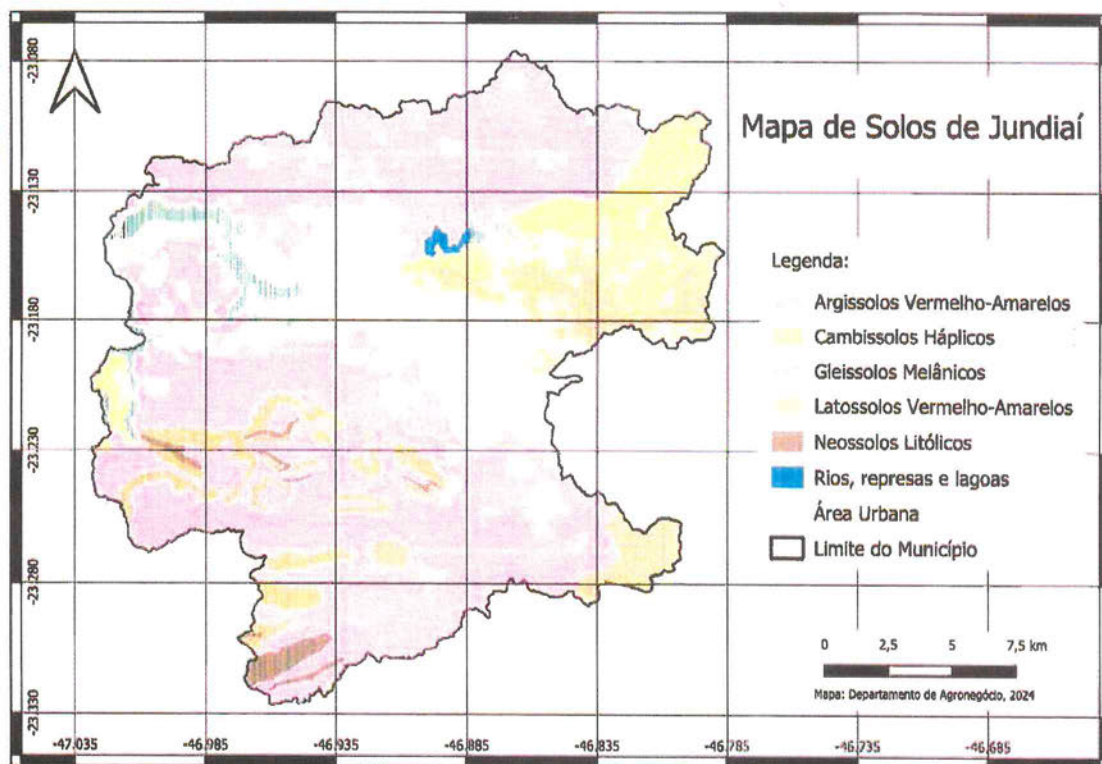 Mapa de Solos de Jundiaí
Legenda:
Argissolos Vermelho-Amarelos
Cambissolos Háplicos
Gleissolos Melânicos
Latossolos Vermelho-Amarelos
Neossolos Litólicos
Rios, represas e lagoas
Área Urbana
Limite do Município
0 2,5 5 7,5 km
Mapa: Departamento de Agronegócio, 2024
-23.080
-23.130
-23.180
-23.230
-23.280
-23.330
-47.035 -46.985 -46.935 -46.885 -46.835 -46.785 -46.735 -46.685